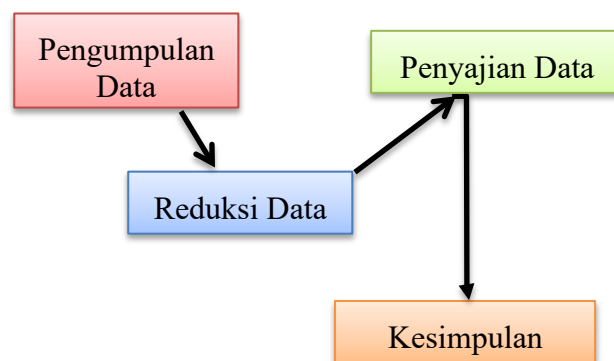 Pengumpulan
Data
Penyajian Data
Reduksi Data
Kesimpulan